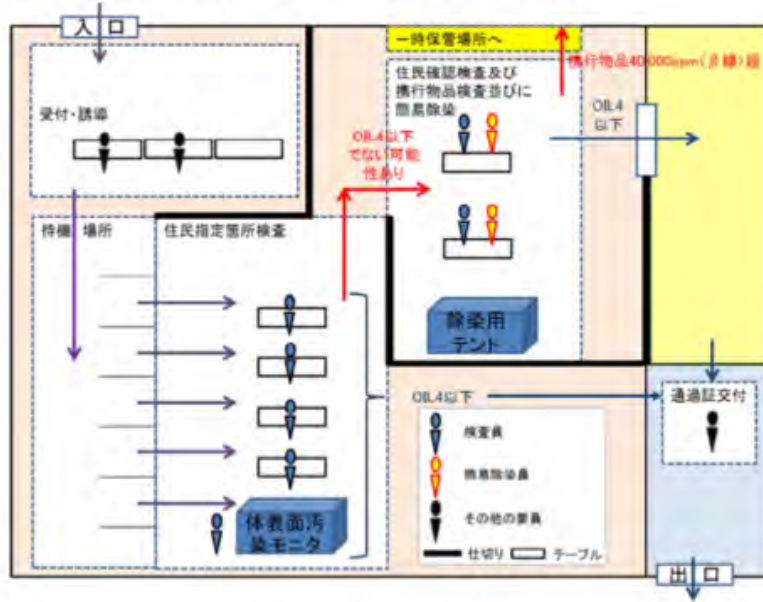 入口
一時保管場所へ
携行物品40,000cpm(β線)超
住民確認検査及び
携行物品検査並びに
簡易除染
受付・誘導
OIL4
以下
OIL4以下
でない可能
性あり
待機場所
住民指定箇所検査
除染用
テント
OIL4以下
通過証交付
検査員
簡易除染員
その他の要員
体表面汚
染モニタ
仕切り
テーブル
出口